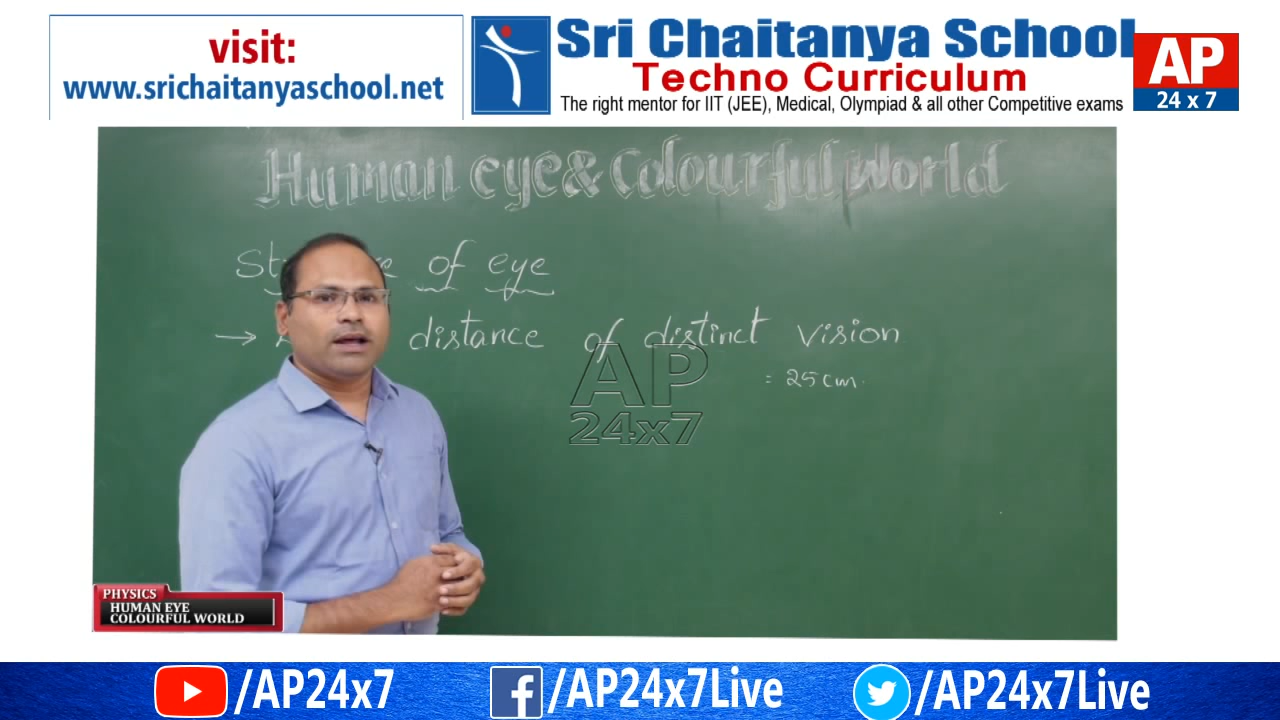 visit:
www.srichaitanyaschool.net
Sri Chaitanya School
Techno Curriculum
The right mentor for IIT (JEE), Medical, Olympiad & all other Competitive exams
AP
24 x 7
Human eye & Colourful World
of eye
→ distance of distinct vision
= 25 cm.
AP
24x7
PHYSICS
HUMAN EYE
COLOURFUL WORLD
/AP24x7
/AP24x7Live
/AP24x7Live